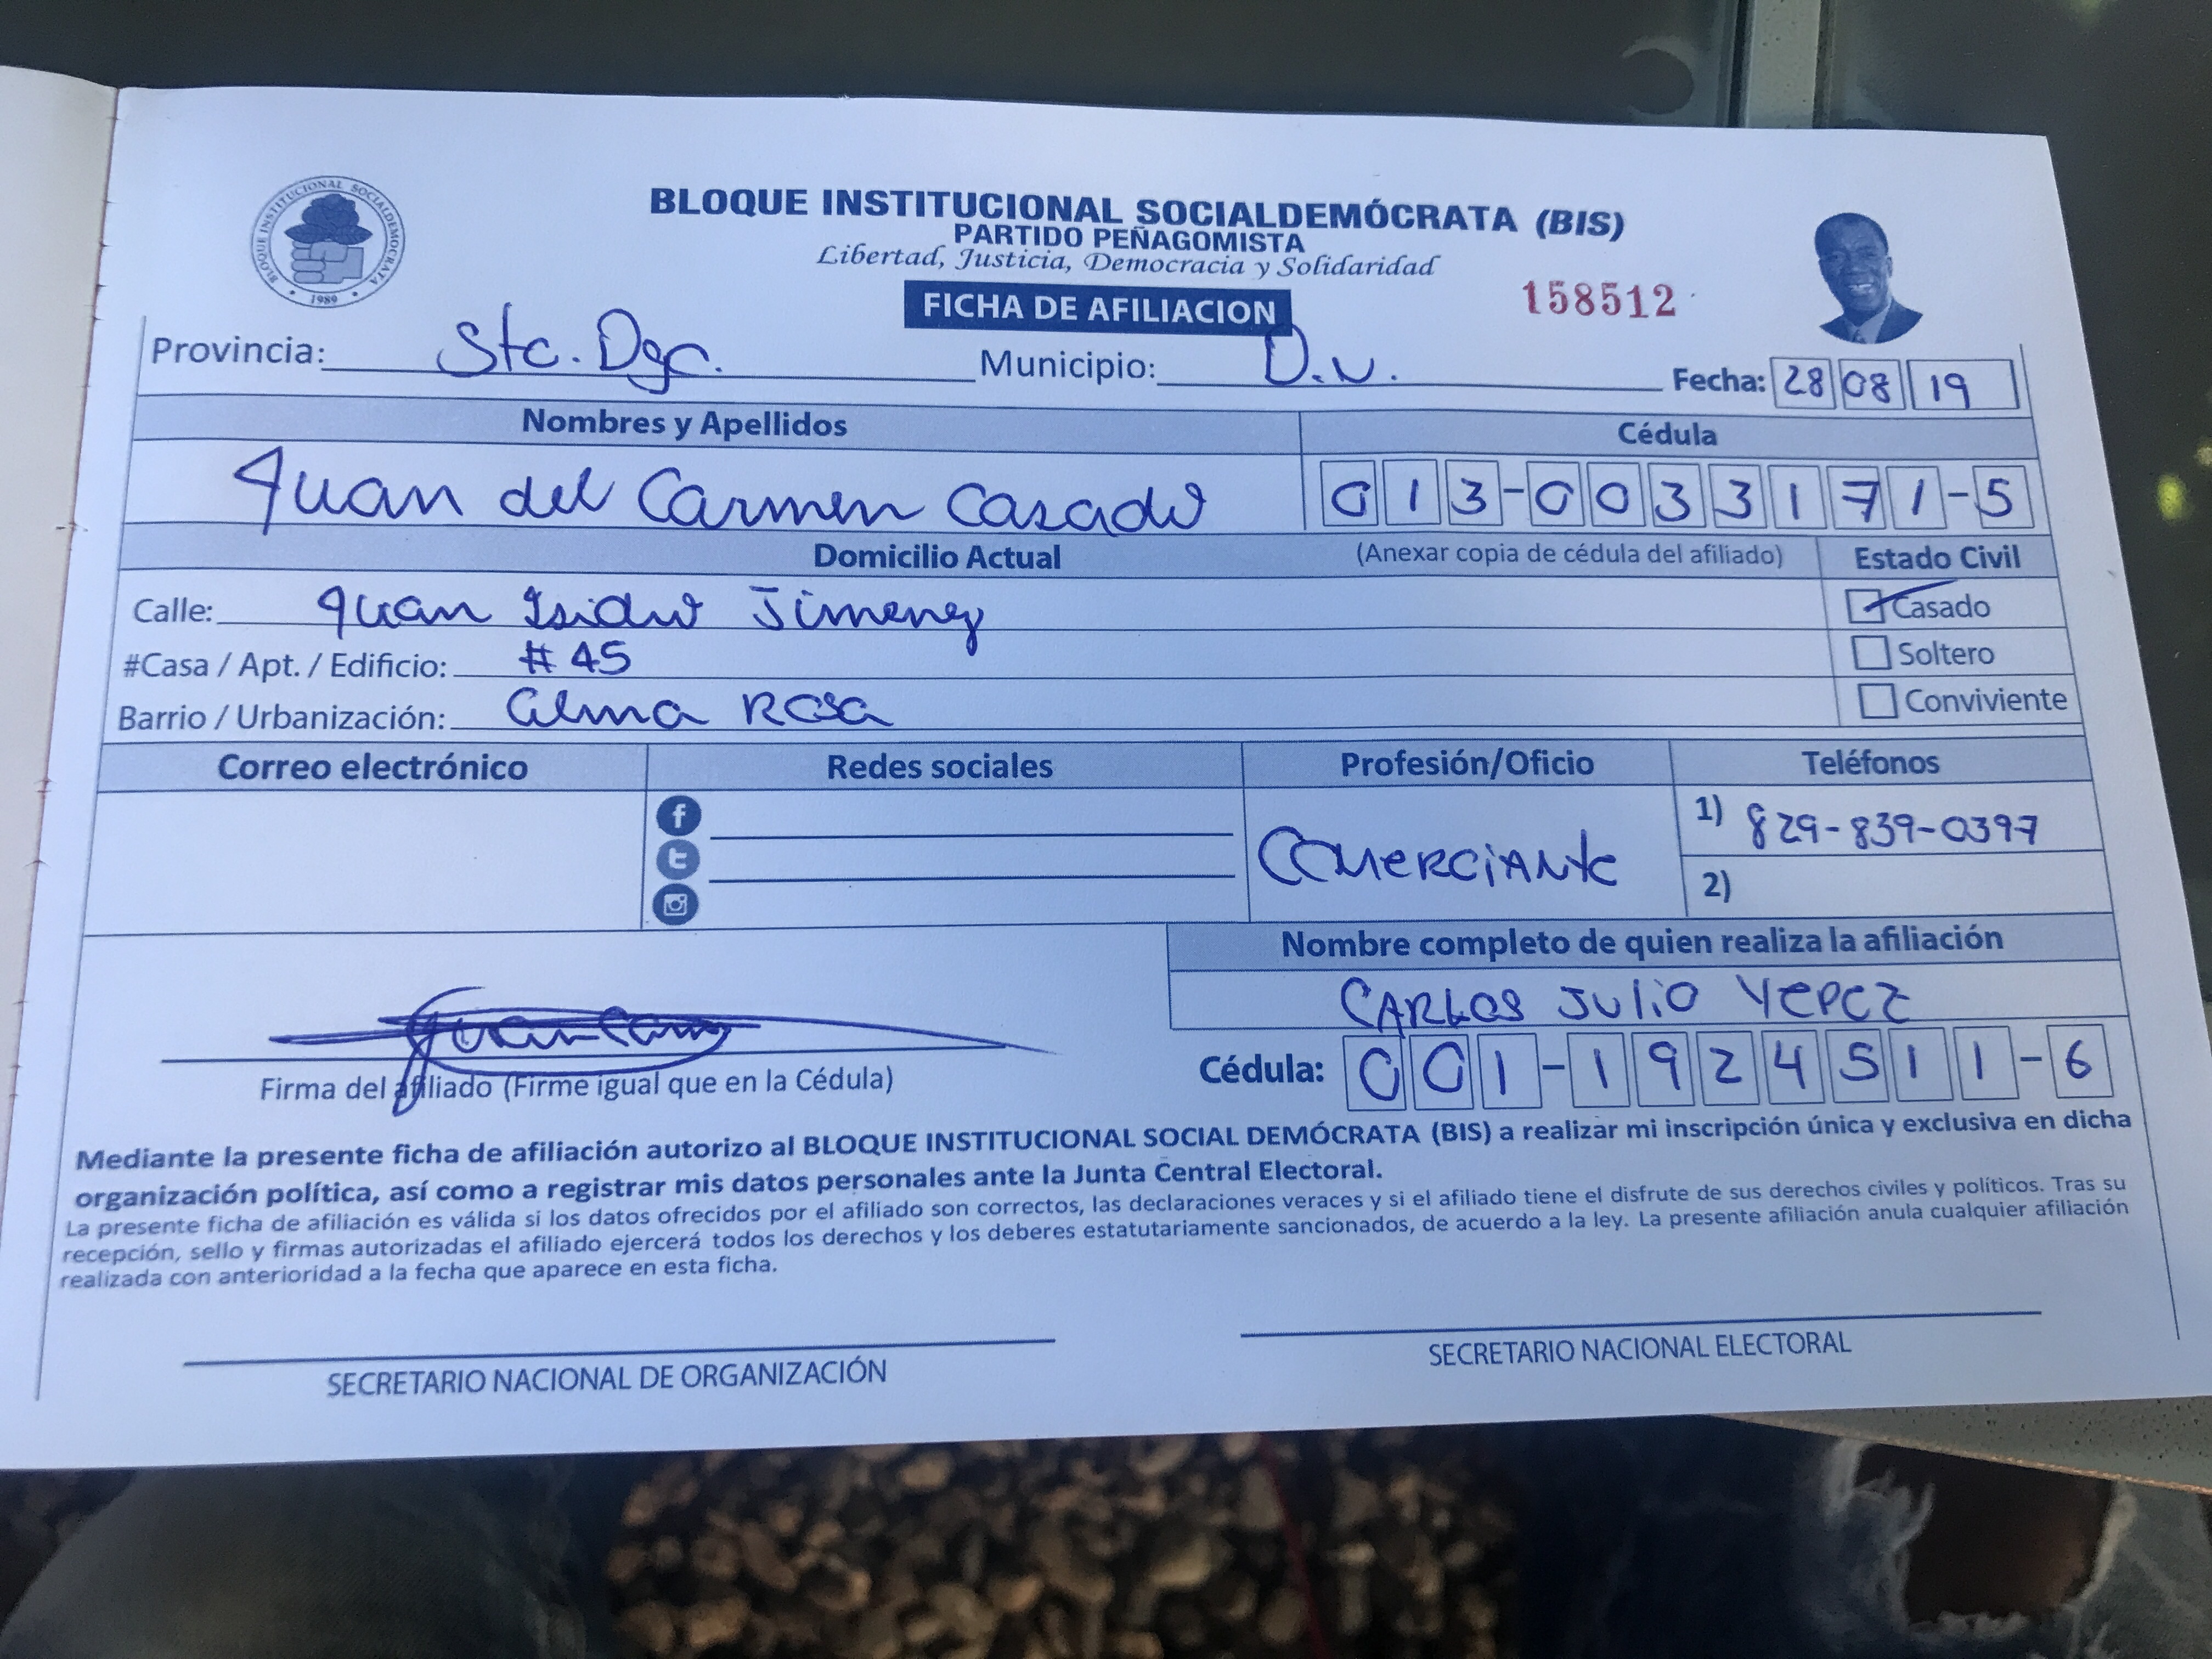 BLOQUE INSTITUCIONAL SOCIALDEMÓCRATA
1989
BLOQUE INSTITUCIONAL SOCIALDEMÓCRATA (BIS)
PARTIDO PEÑAGOMISTA
Libertad, Justicia, Democracia y Solidaridad
FICHA DE AFILIACION
158512
Provincia: Sto. Dgo. Municipio: D.N. Fecha: 28 08 19
Nombres y Apellidos Cédula
Juan del Carmen Casado 013-0033171-5
Domicilio Actual (Anexar copia de cédula del afiliado) Estado Civil
Calle: Juan Isidro Jimenez Casado
#Casa / Apt. / Edificio: #45 Soltero
Barrio / Urbanización: Alma Rosa Conviviente
Correo electrónico Redes sociales Profesión/Oficio Teléfonos
COMERCIANte 1) 829-839-0397
2)
Nombre completo de quien realiza la afiliación
CARLOS JULIO YEPEZ
Firma del afiliado (Firme igual que en la Cédula) Cédula: 001-1924511-6
Mediante la presente ficha de afiliación autorizo al BLOQUE INSTITUCIONAL SOCIAL DEMÓCRATA (BIS) a realizar mi inscripción única y exclusiva en dicha
organización política, así como a registrar mis datos personales ante la Junta Central Electoral.
La presente ficha de afiliación es válida si los datos ofrecidos por el afiliado son correctos, las declaraciones veraces y si el afiliado tiene el disfrute de sus derechos civiles y políticos. Tras su
recepción, sello y firmas autorizadas el afiliado ejercerá todos los derechos y los deberes estatutariamente sancionados, de acuerdo a la ley. La presente afiliación anula cualquier afiliación
realizada con anterioridad a la fecha que aparece en esta ficha.
SECRETARIO NACIONAL DE ORGANIZACIÓN SECRETARIO NACIONAL ELECTORAL